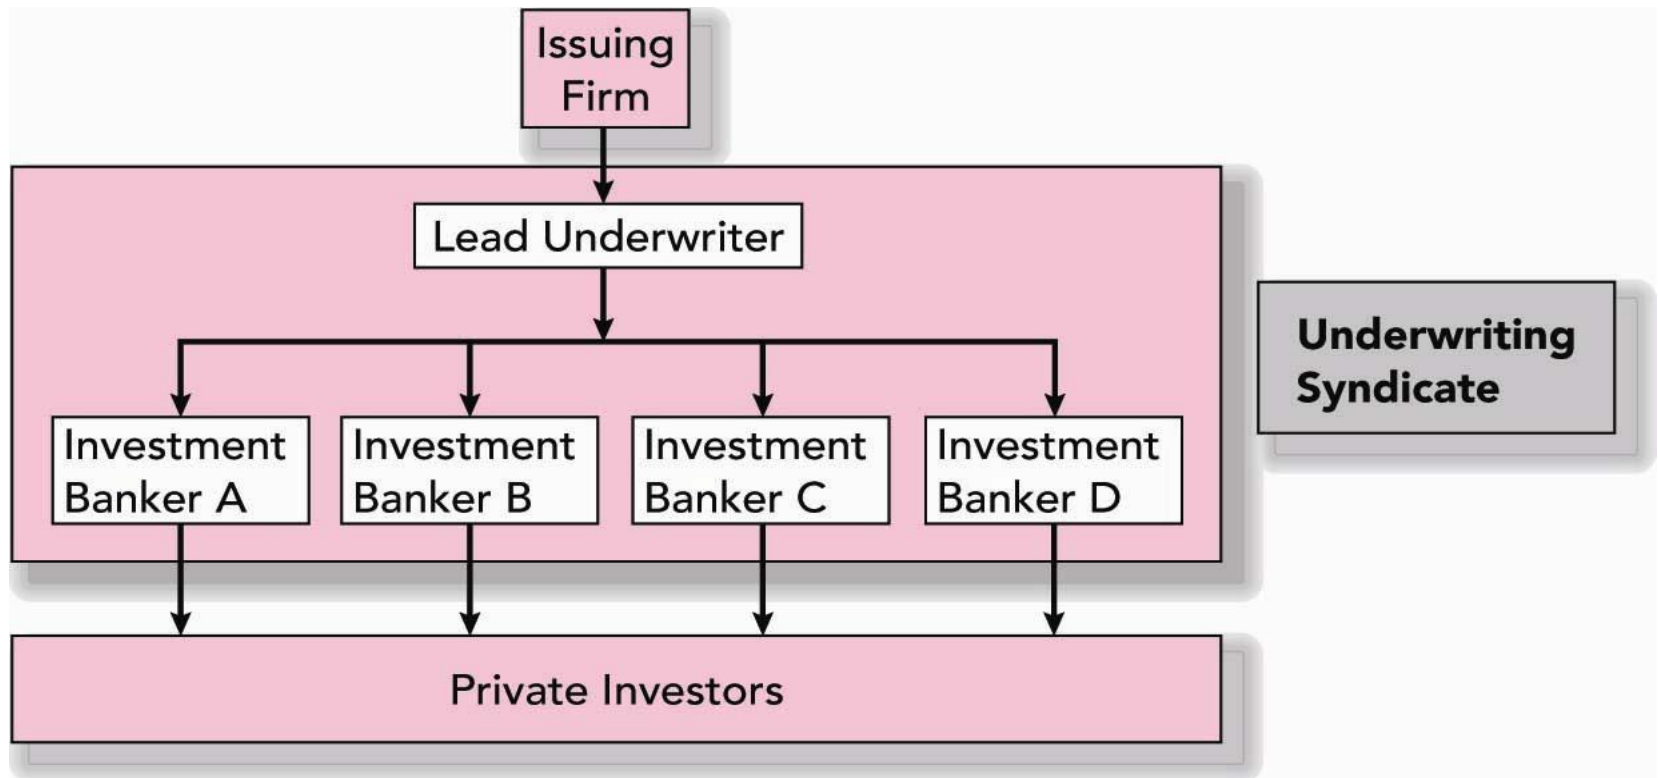 Issuing
Firm
Lead Underwriter
Underwriting
Syndicate
Investment
Banker A
Investment
Banker B
Investment
Banker C
Investment
Banker D
Private Investors